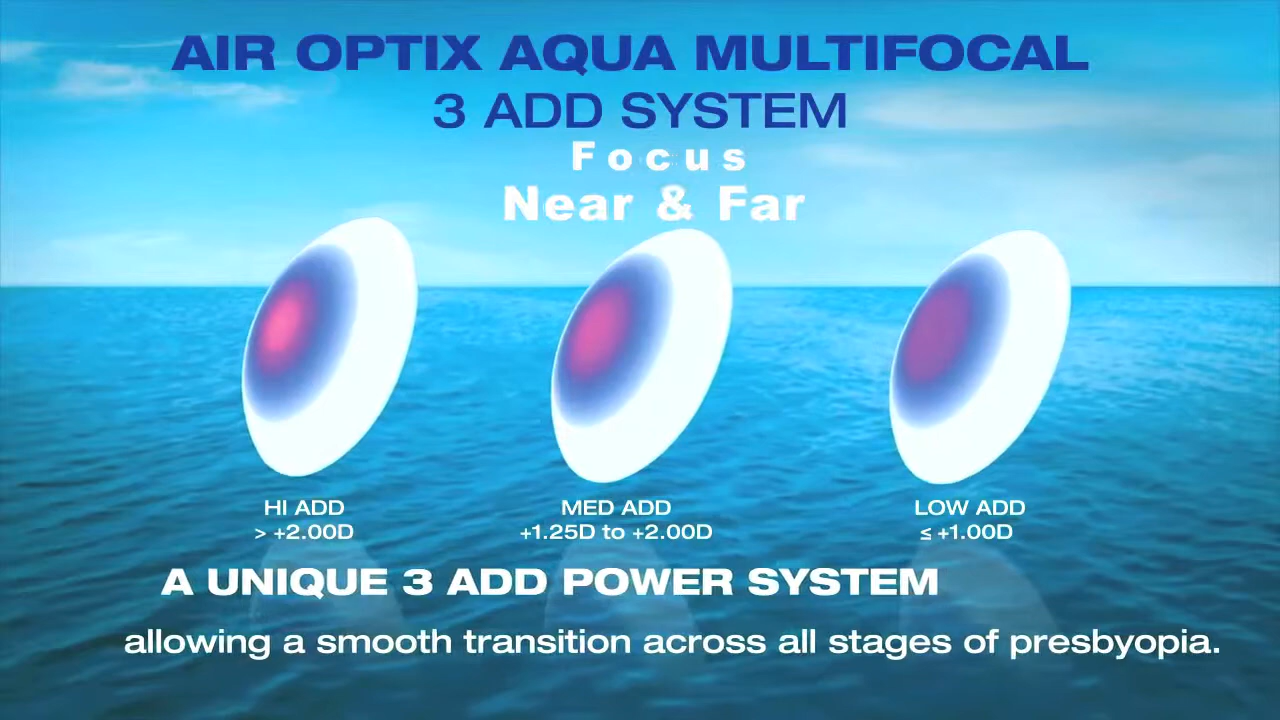 AIR OPTIX AQUA MULTIFOCAL
3 ADD SYSTEM
Focus
Near & Far
HI ADD
> +2.00D
MED ADD
+1.25D to +2.00D
LOW ADD
≤ +1.00D
A UNIQUE 3 ADD POWER SYSTEM
allowing a smooth transition across all stages of presbyopia.